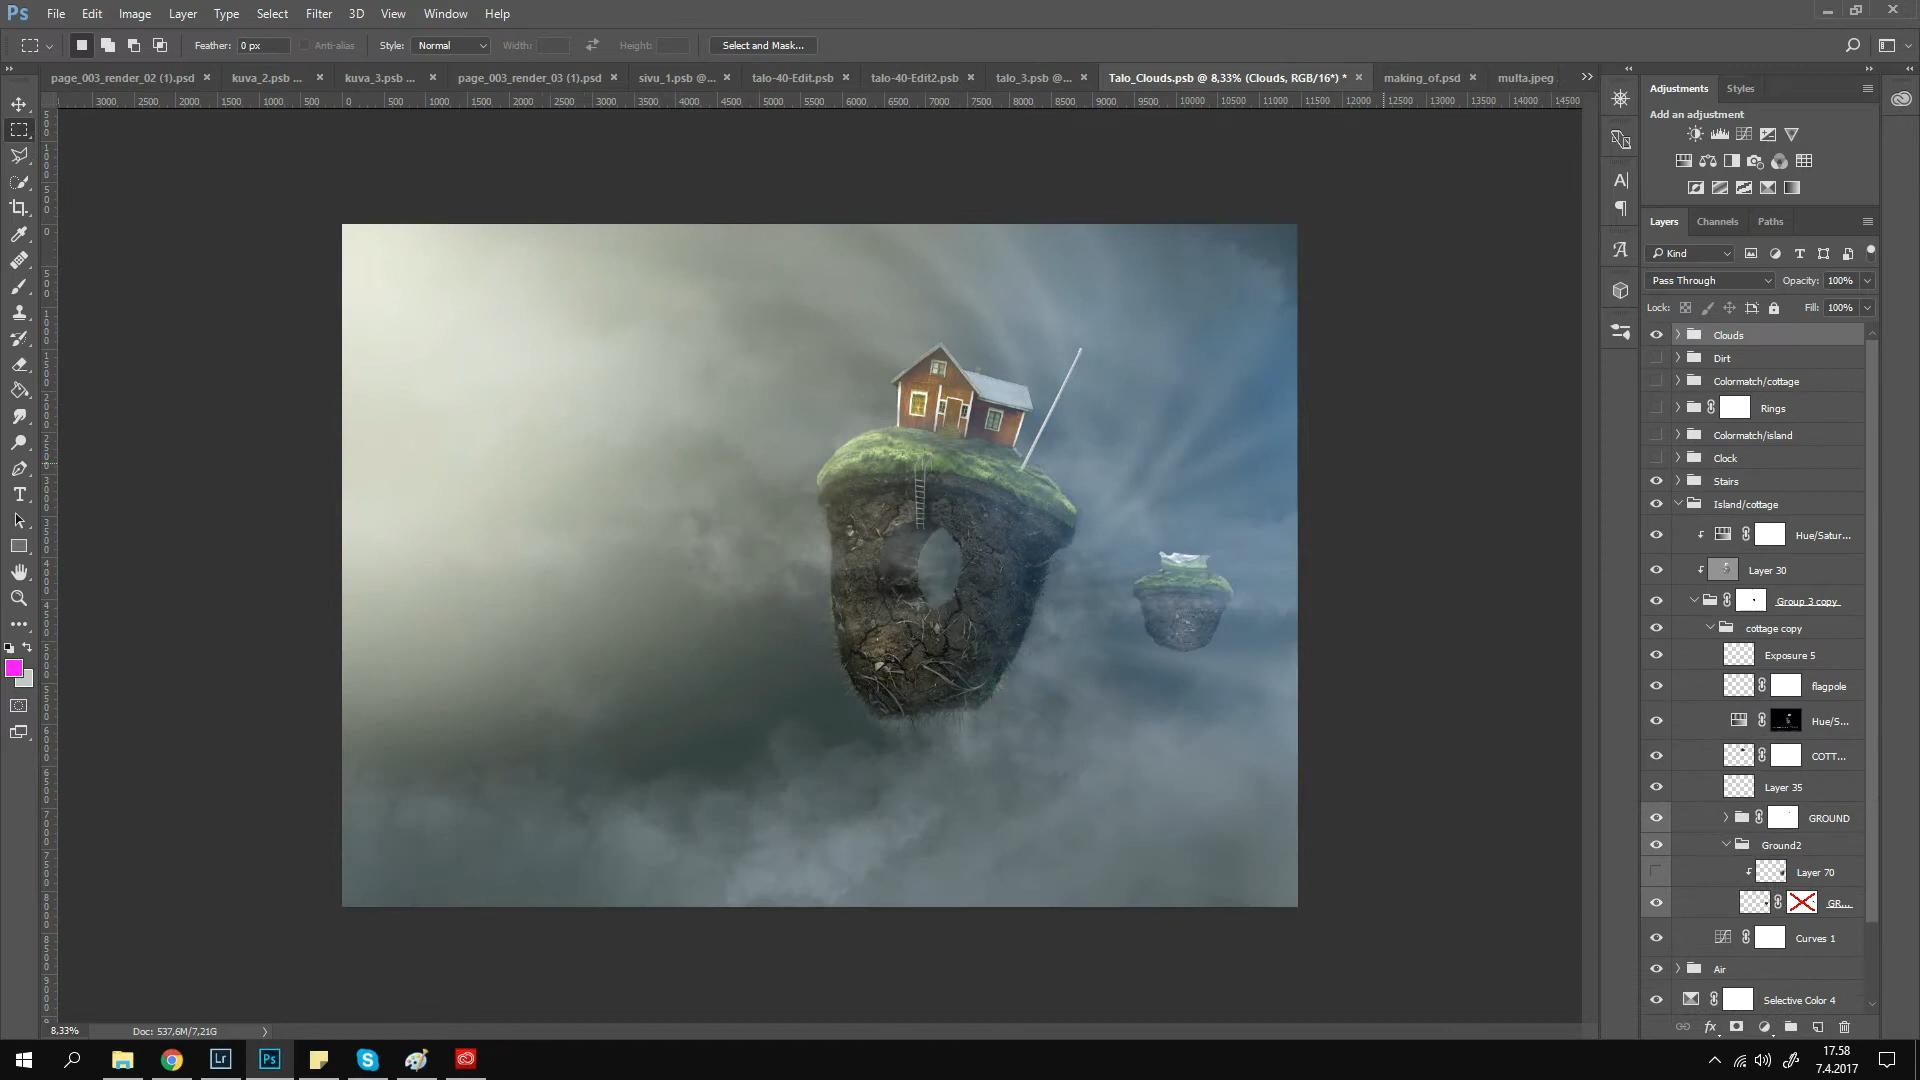 Ps File Edit Image Layer Type Select Filter 3D View Window Help
Feather: 0 px Anti-alias Style: Normal Width: Height: Select and Mask...
page_003_render_02 (1).psd × kuva_2.psb ... × kuva_3.psb ... × page_003_render_03 (1).psd × sivu_1.psb @... × talo-40-Edit.psb × talo-40-Edit2.psb × talo_3.psb @... × Talo_Clouds.psb @ 8,33% (Clouds, RGB/16*) * × making_of.psd × multa.jpeg
3000 2500 2000 1500 1000 500 0 500 1000 1500 2000 2500 3000 3500 4000 4500 5000 5500 6000 6500 7000 7500 8000 8500 9000 9500 10000 10500 11000 11500 12000 12500 13000 13500 14000 14500
Adjustments Styles
Add an adjustment
Layers Channels Paths
Kind
Pass Through Opacity: 100%
Lock: Fill: 100%
Clouds
Dirt
Colormatch/cottage
Rings
Colormatch/island
Clock
Stairs
Island/cottage
Hue/Satur...
Layer 30
Group 3 copy
cottage copy
Exposure 5
flagpole
Hue/S...
COTT...
Layer 35
GROUND
Ground2
Layer 70
GR...
Curves 1
Air
Selective Color 4
fx
8,33% Doc: 537,6M/7,21G
Lr Ps
17.58
7.4.2017